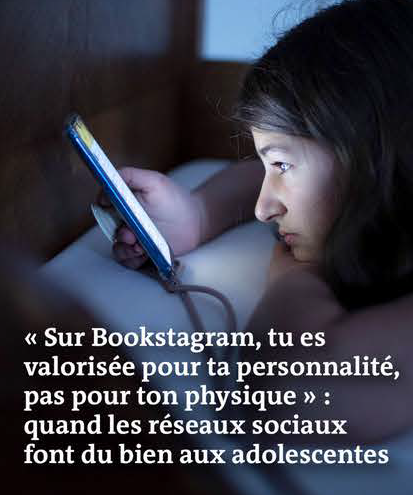 « Sur Bookstagram, tu es
valorisée pour ta personnalité,
pas pour ton physique » :
quand les réseaux sociaux
font du bien aux adolescentes